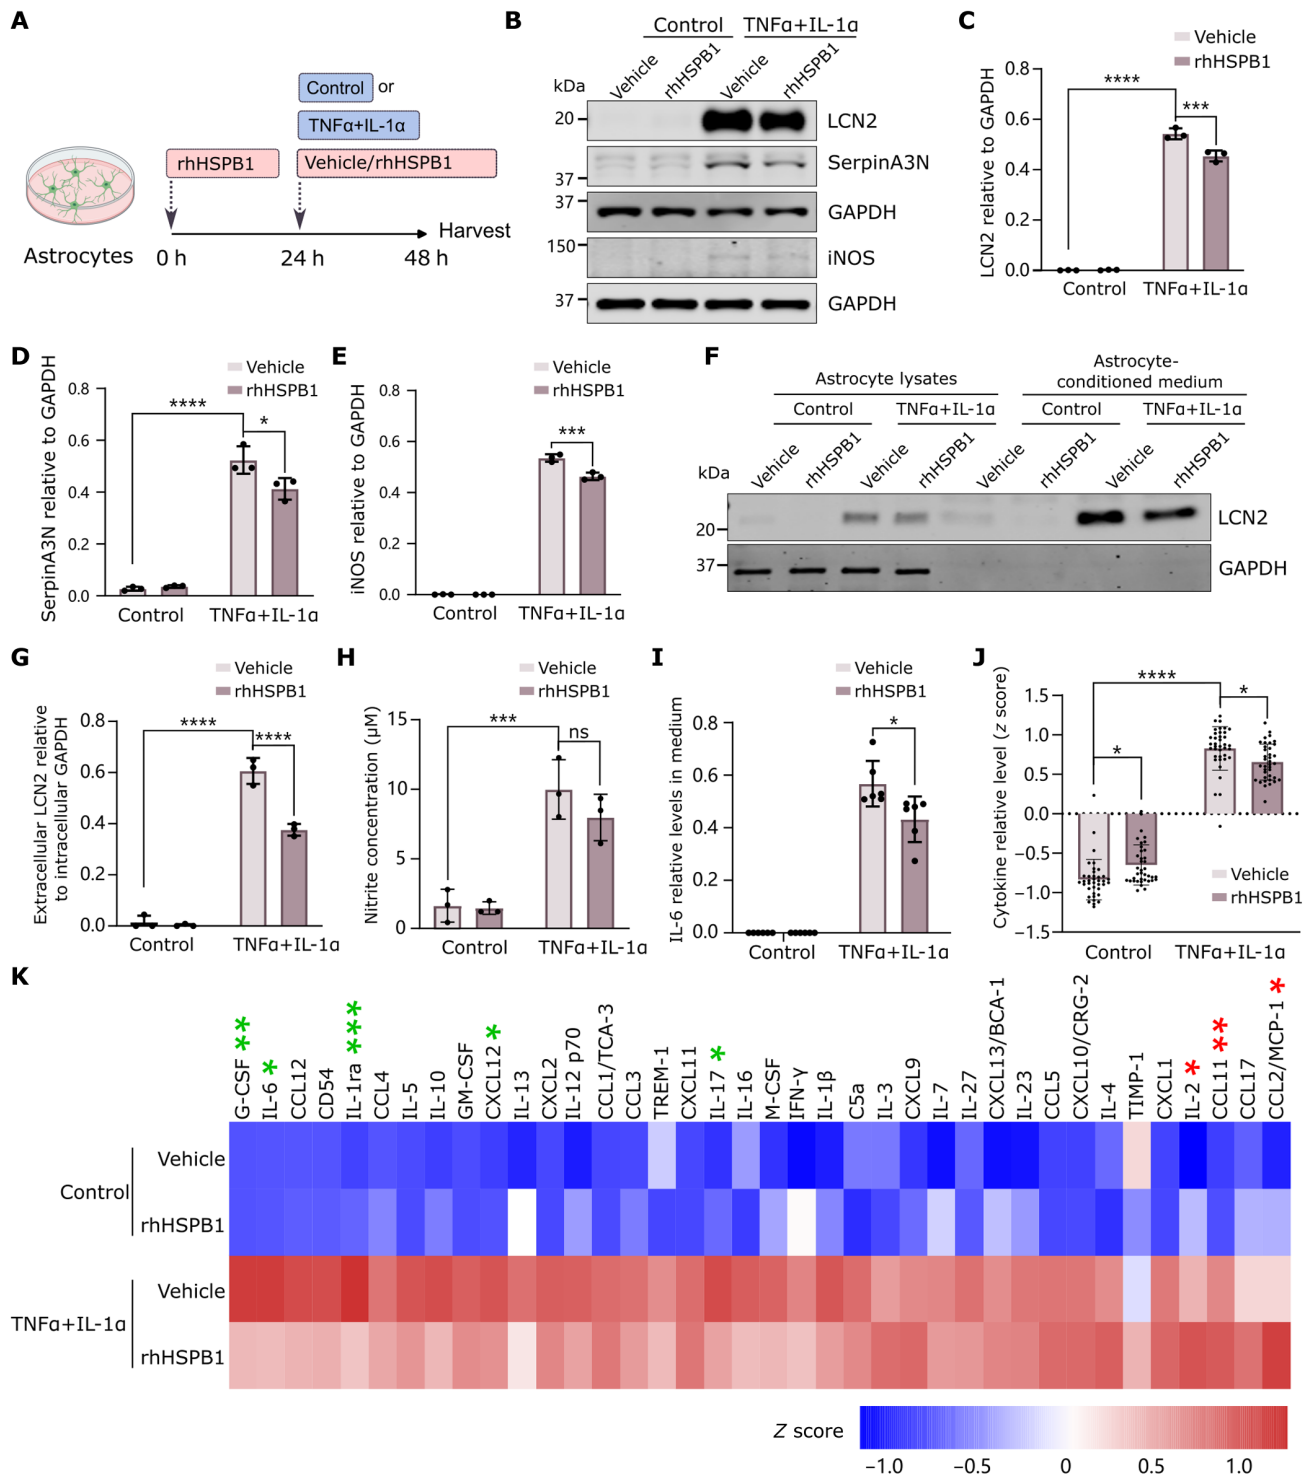 A
Control or
TNFα+IL-1α
rhHSPB1
Vehicle/rhHSPB1
Astrocytes
0 h
24 h
48 h
Harvest
B
Control
TNFα+IL-1α
Vehicle
rhHSPB1
Vehicle
rhHSPB1
kDa
20
LCN2
SerpinA3N
37
GAPDH
150
iNOS
37
GAPDH
C
Vehicle
rhHSPB1
LCN2 relative to GAPDH
0.8
0.6
0.4
0.2
0.0
****
***
Control
TNFα+IL-1α
D
Vehicle
rhHSPB1
SerpinA3N relative to GAPDH
0.8
0.6
0.4
0.2
0.0
****
*
Control
TNFα+IL-1α
E
Vehicle
rhHSPB1
iNOS relative to GAPDH
0.8
0.6
0.4
0.2
0.0
***
Control
TNFα+IL-1α
F
Astrocyte lysates
Astrocyte-
conditioned medium
Control
TNFα+IL-1α
Control
TNFα+IL-1α
Vehicle
rhHSPB1
Vehicle
rhHSPB1
Vehicle
rhHSPB1
Vehicle
rhHSPB1
kDa
20
LCN2
37
GAPDH
G
Vehicle
rhHSPB1
Extracellular LCN2 relative
to intracellular GAPDH
0.8
0.6
0.4
0.2
0.0
****
****
Control
TNFα+IL-1α
H
Vehicle
rhHSPB1
Nitrite concentration (µM)
15
10
5
0
***
ns
Control
TNFα+IL-1α
I
Vehicle
rhHSPB1
IL-6 relative levels in medium
0.8
0.6
0.4
0.2
0.0
*
Control
TNFα+IL-1α
J
Cytokine relative level (z score)
1.5
1.0
0.5
0.0
−0.5
−1.0
−1.5
****
*
*
Vehicle
rhHSPB1
Control
TNFα+IL-1α
K
G-CSF **
IL-6 *
CCL12
CD54
IL-1ra ***
CCL4
IL-5
IL-10
GM-CSF
CXCL12 *
IL-13
CXCL2
IL-12 p70
CCL1/TCA-3
CCL3
TREM-1
CXCL11
IL-17 *
IL-16
M-CSF
IFN-γ
IL-1β
C5a
IL-3
CXCL9
IL-7
IL-27
CXCL13/BCA-1
IL-23
CCL5
CXCL10/CRG-2
IL-4
TIMP-1
CXCL1
IL-2 *
CCL11 **
CCL17
CCL2/MCP-1 *
Control
Vehicle
rhHSPB1
TNFα+IL-1α
Vehicle
rhHSPB1
Z score
−1.0
−0.5
0
0.5
1.0